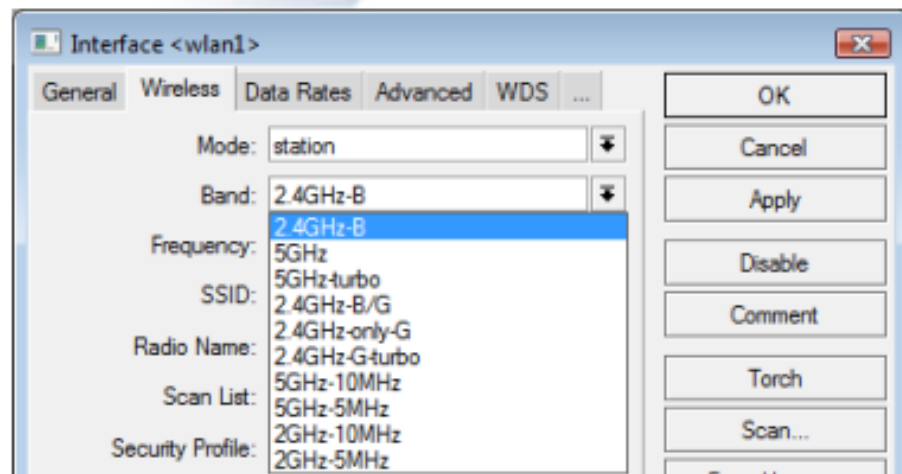 Interface <wlan1>
General Wireless Data Rates Advanced WDS ...
OK
Mode: station
Cancel
Band: 2.4GHz-B
Apply
2.4GHz-B
Frequency:
5GHz
Disable
5GHz-turbo
SSID:
2.4GHz-B/G
Comment
2.4GHz-only-G
Radio Name:
2.4GHz-G-turbo
5GHz-10MHz
Torch
Scan List:
5GHz-5MHz
2GHz-10MHz
Scan...
Security Profile:
2GHz-5MHz